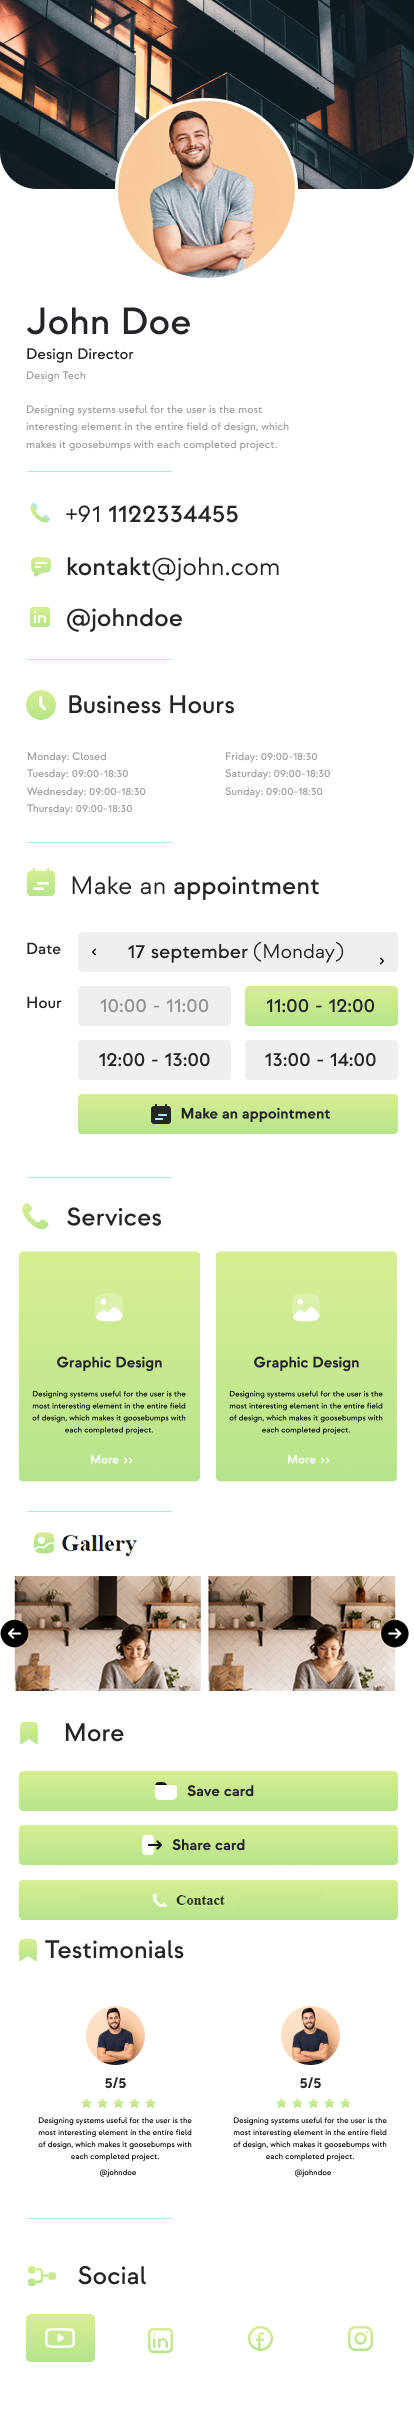 John Doe
Design Director
Design Tech
Designing systems useful for the user is the most
interesting element in the entire field of design, which
makes it goosebumps with each completed project.
+91 1122334455
kontakt@john.com
@johndoe
Business Hours
Monday: Closed
Tuesday: 09:00-18:30
Wednesday: 09:00-18:30
Thursday: 09:00-18:30
Friday: 09:00-18:30
Saturday: 09:00-18:30
Sunday: 09:00-18:30
Make an appointment
Date
17 september (Monday)
Hour
10:00 - 11:00
11:00 - 12:00
12:00 - 13:00
13:00 - 14:00
Make an appointment
Services
Graphic Design
Designing systems useful for the user is the
most interesting element in the entire field
of design, which makes it goosebumps with
each completed project.
More >>
Graphic Design
Designing systems useful for the user is the
most interesting element in the entire field
of design, which makes it goosebumps with
each completed project.
More >>
Gallery
More
Save card
Share card
Contact
Testimonials
5/5
Designing systems useful for the user is the
most interesting element in the entire field
of design, which makes it goosebumps with
each completed project.
@johndoe
5/5
Designing systems useful for the user is the
most interesting element in the entire field
of design, which makes it goosebumps with
each completed project.
@johndoe
Social